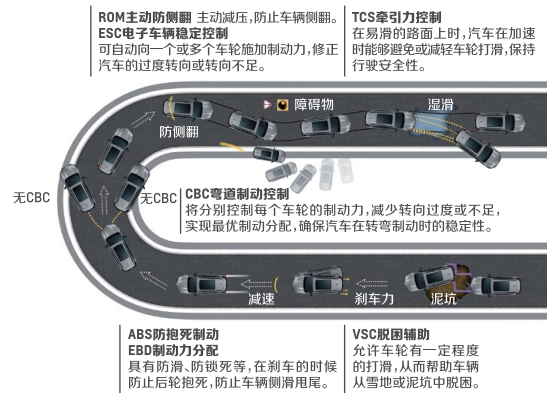 ROM主动防侧翻 主动减压,防止车辆侧翻。
ESC电子车辆稳定控制
可自动向一个或多个车轮施加制动力,修正
汽车的过度转向或转向不足。
TCS牵引力控制
在易滑的路面上时,汽车在加速
时能够避免或减轻车轮打滑,保持
行驶安全性。
防侧翻
障碍物
湿滑
无CBC
无CBC
CBC弯道制动控制
将分别控制每个车轮的制动力,减少转向过度或不足,
实现最优制动分配,确保汽车在转弯制动时的稳定性。
减速
刹车力
泥坑
ABS防抱死制动
EBD制动力分配
具有防滑、防锁死等,在刹车的时候
防止后轮抱死,防止车辆侧滑甩尾。
VSC脱困辅助
允许车轮有一定程度
的打滑,从而帮助车辆
从雪地或泥坑中脱困。